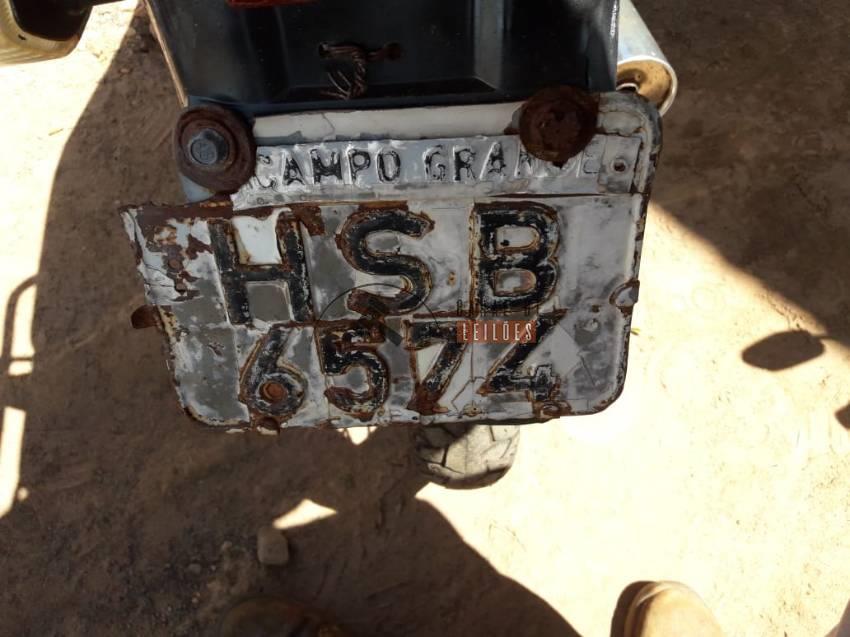 CAMPO GRANDE
HSB
6574
LEILÕES